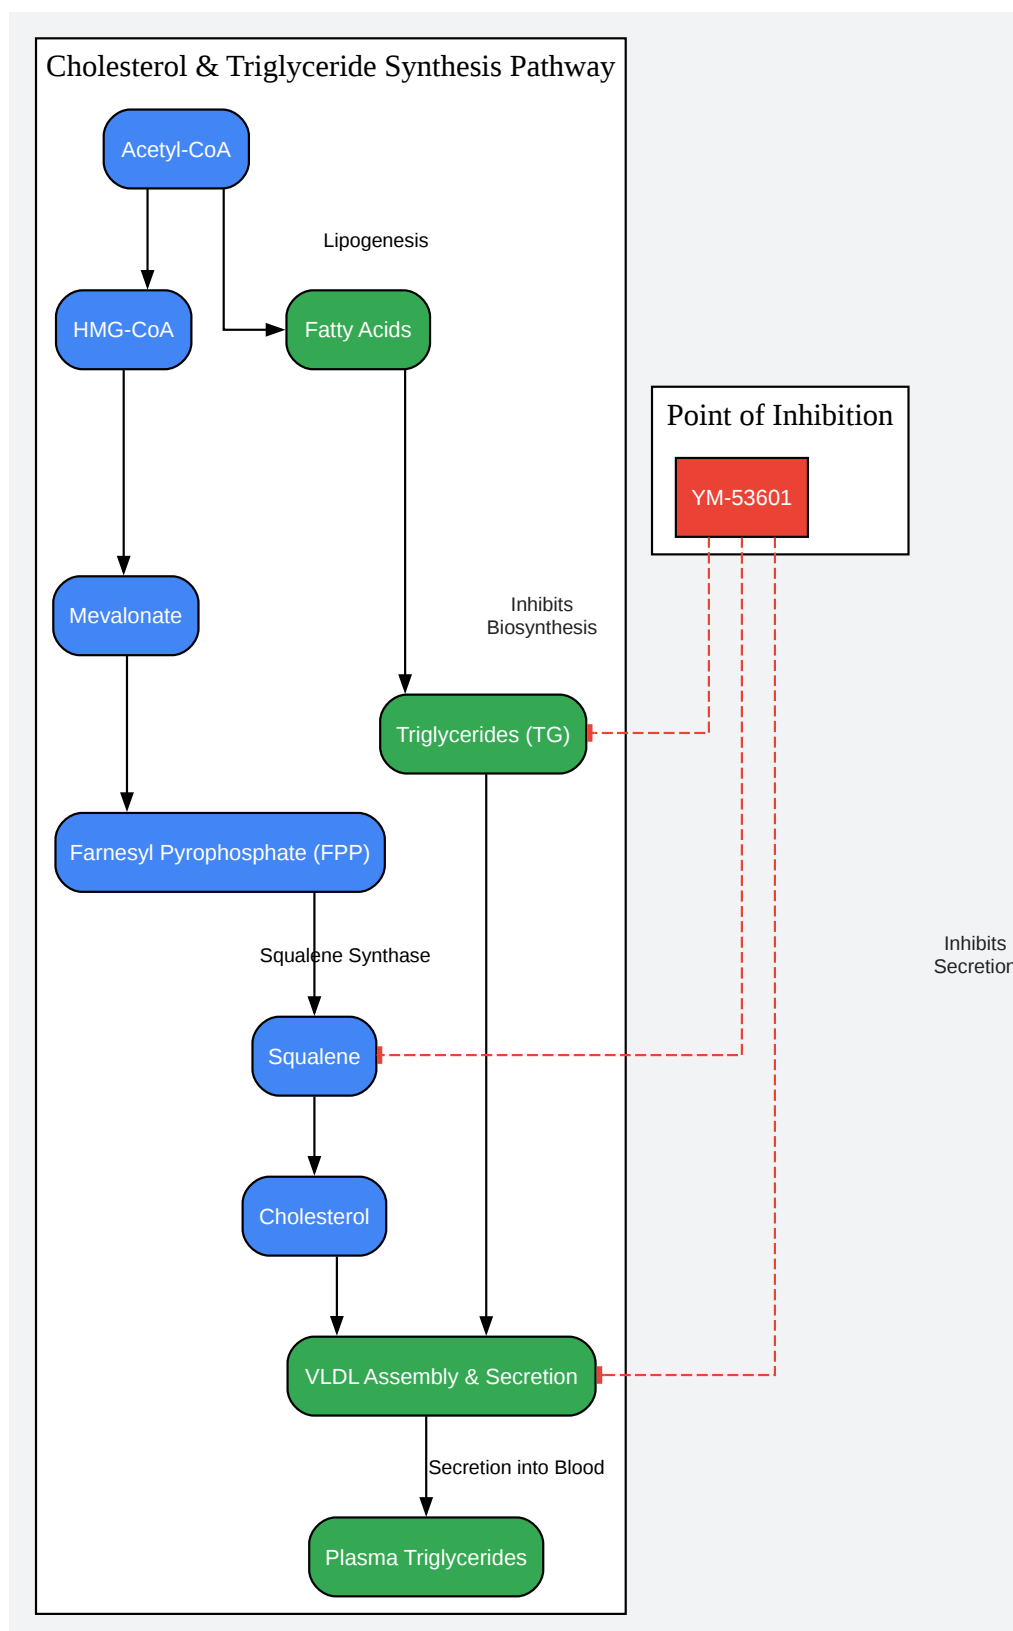 Cholesterol & Triglyceride Synthesis Pathway
Acetyl-CoA
Lipogenesis
HMG-CoA
Fatty Acids
Point of Inhibition
YM-53601
Inhibits
Biosynthesis
Mevalonate
Triglycerides (TG)
Farnesyl Pyrophosphate (FPP)
Squalene Synthase
Inhibits
Secretion
Squalene
Cholesterol
VLDL Assembly & Secretion
Secretion into Blood
Plasma Triglycerides